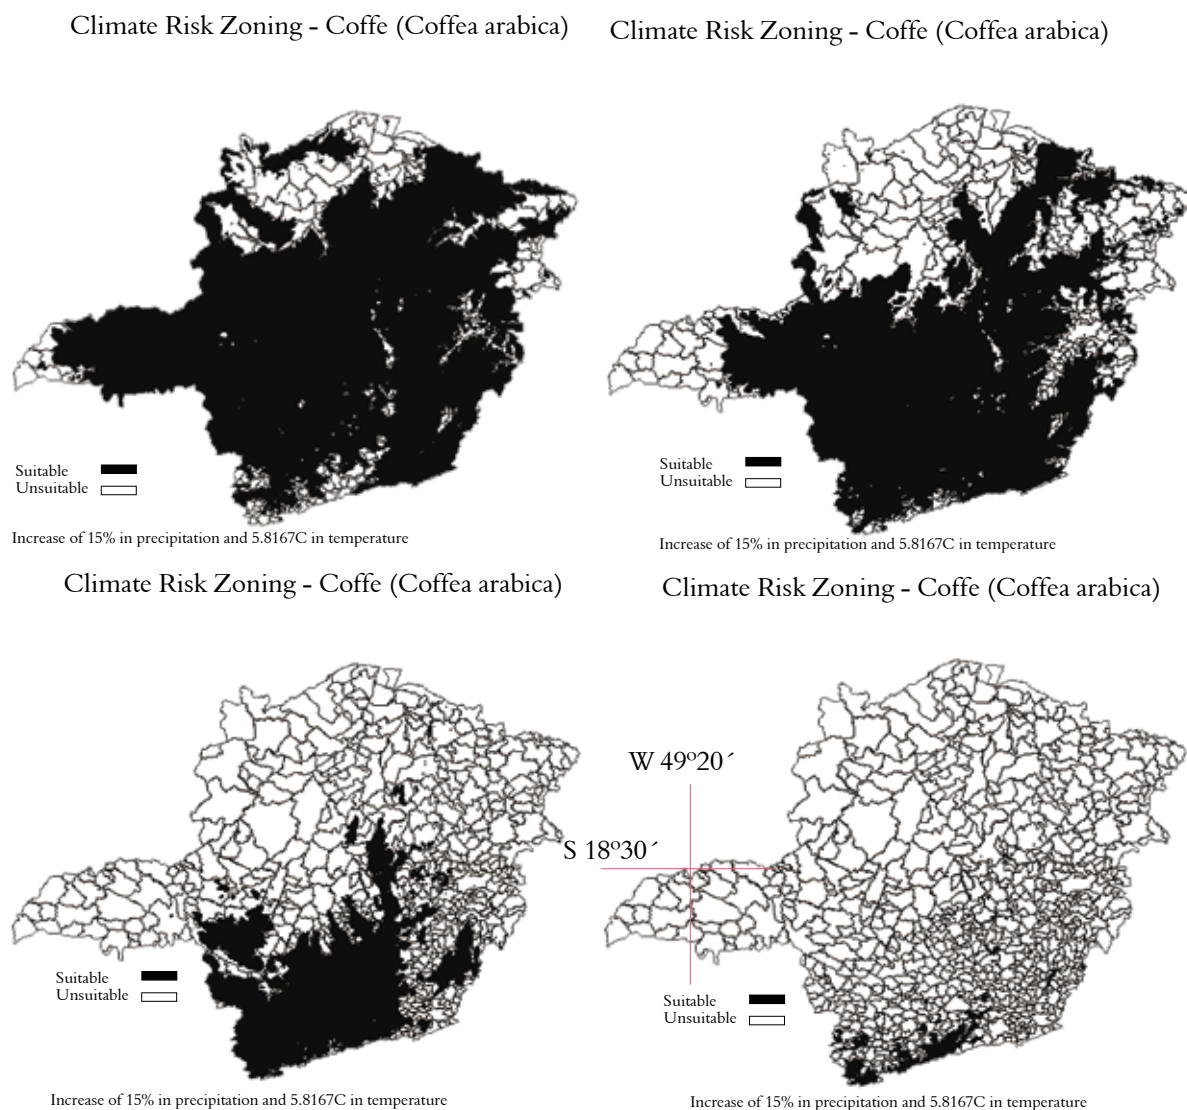 Climate Risk Zoning - Coffe (Coffea arabica)
Climate Risk Zoning - Coffe (Coffea arabica)
Suitable
Unsuitable
Suitable
Unsuitable
Increase of 15% in precipitation and 5.8167C in temperature
Increase of 15% in precipitation and 5.8167C in temperature
Climate Risk Zoning - Coffe (Coffea arabica)
Climate Risk Zoning - Coffe (Coffea arabica)
W 49º20´
S 18º30´
Suitable
Unsuitable
Suitable
Unsuitable
Increase of 15% in precipitation and 5.8167C in temperature
Increase of 15% in precipitation and 5.8167C in temperature